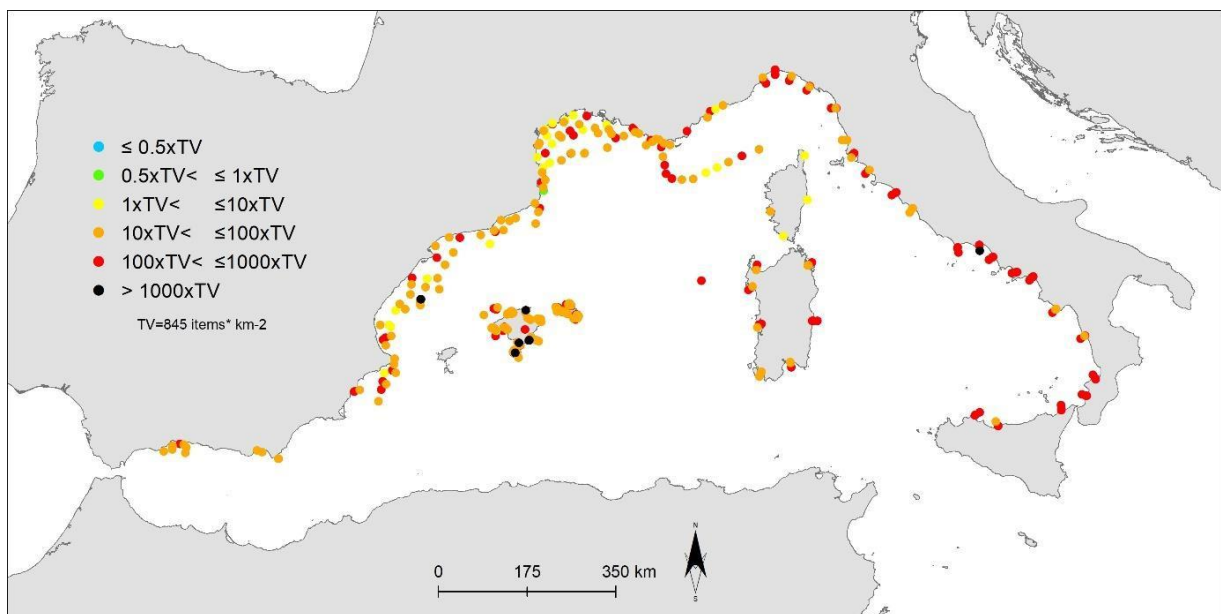 ≤ 0.5xTV
0.5xTV< ≤ 1xTV
1xTV< ≤10xTV
10xTV< ≤100xTV
100xTV< ≤1000xTV
> 1000xTV
TV=845 items* km-2
N
S
0 175 350 km